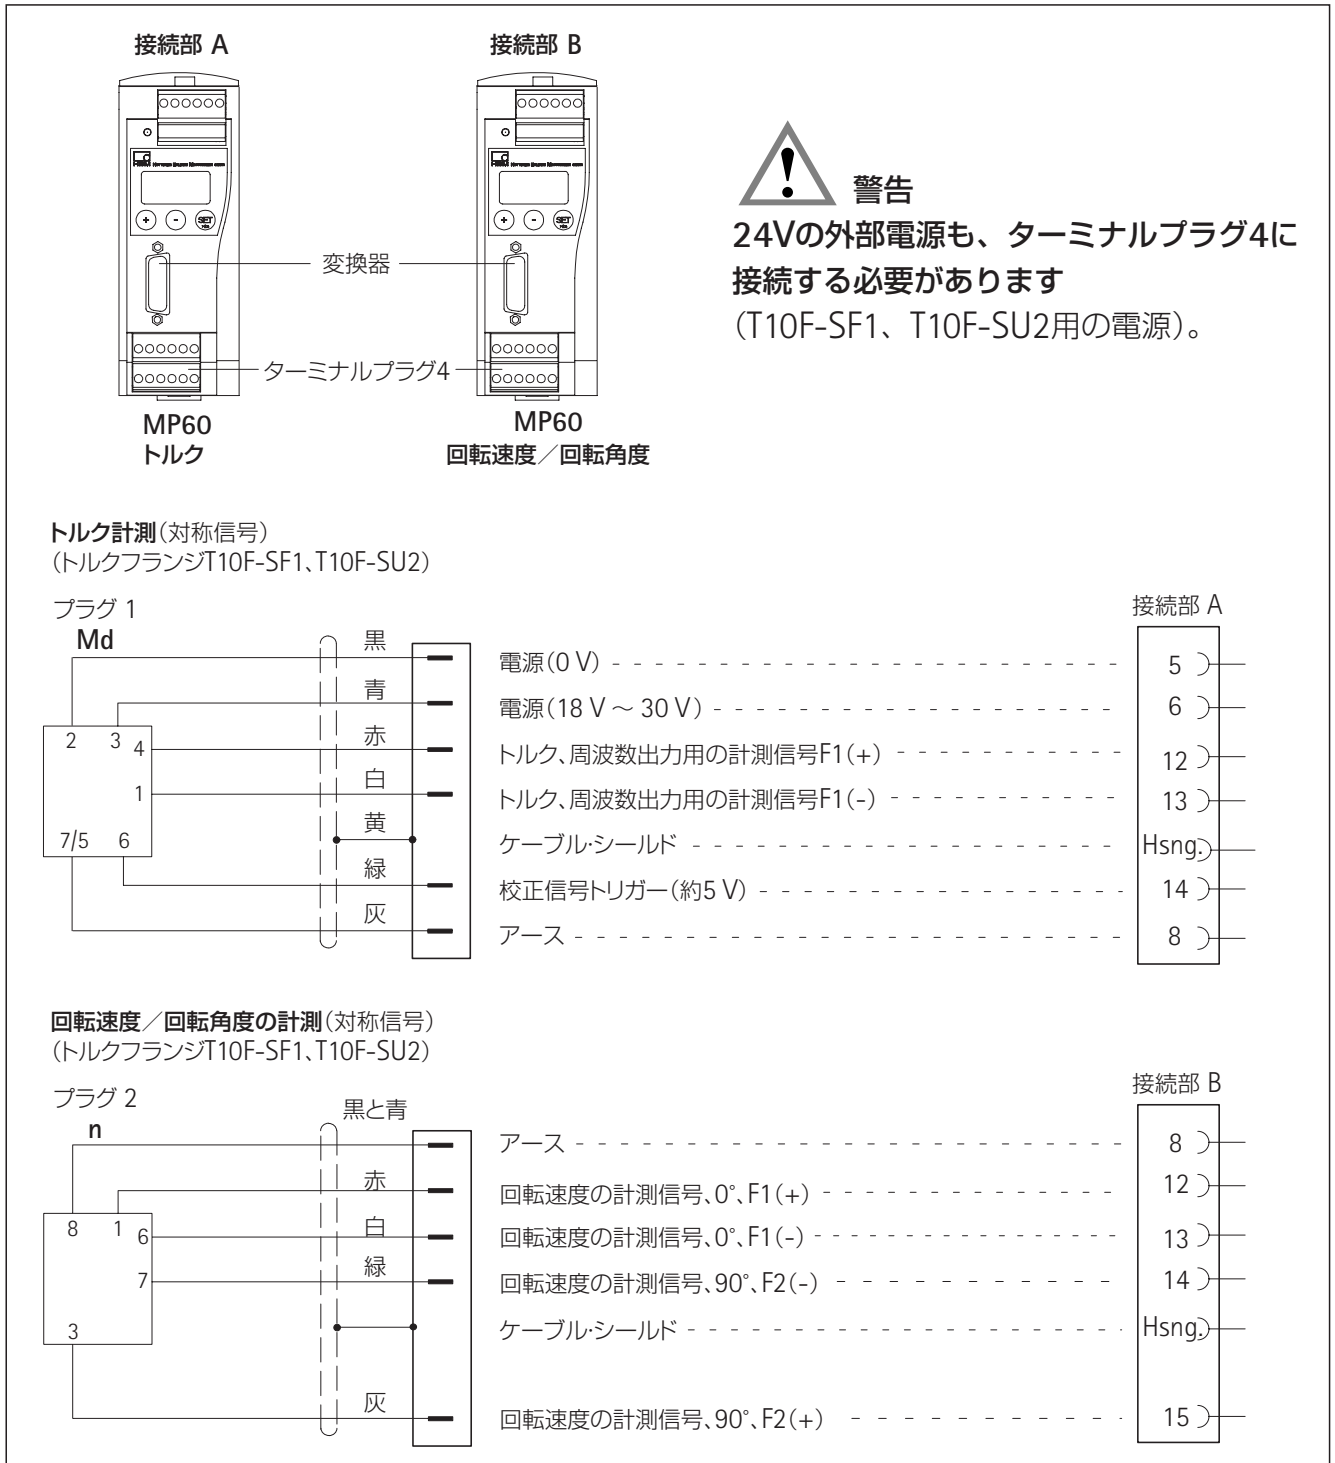 接続部 A
接続部 B
SET
SET
変換器
ターミナルプラグ4
MP60
トルク
MP60
回転速度／回転角度
警告
24Vの外部電源も、ターミナルプラグ4に
接続する必要があります
（T10F-SF1、T10F-SU2用の電源）。
トルク計測（対称信号）
（トルクフランジT10F-SF1、T10F-SU2）
プラグ 1
Md
接続部 A
黒
電源（0 V）
5
青
電源（18 V ～ 30 V）
6
2 3 4
赤
トルク、周波数出力用の計測信号F1（+）
12
1
白
トルク、周波数出力用の計測信号F1（-）
13
黄
ケーブル・シールド
Hsng.
7/5 6
緑
校正信号トリガー（約5 V）
14
灰
アース
8
回転速度／回転角度の計測（対称信号）
（トルクフランジT10F-SF1、T10F-SU2）
プラグ 2
n
接続部 B
黒と青
アース
8
赤
回転速度の計測信号、0°、F1（+）
12
8 1 6
白
回転速度の計測信号、0°、F1（-）
13
7
緑
回転速度の計測信号、90°、F2（-）
14
3
ケーブル・シールド
Hsng.
灰
回転速度の計測信号、90°、F2（+）
15